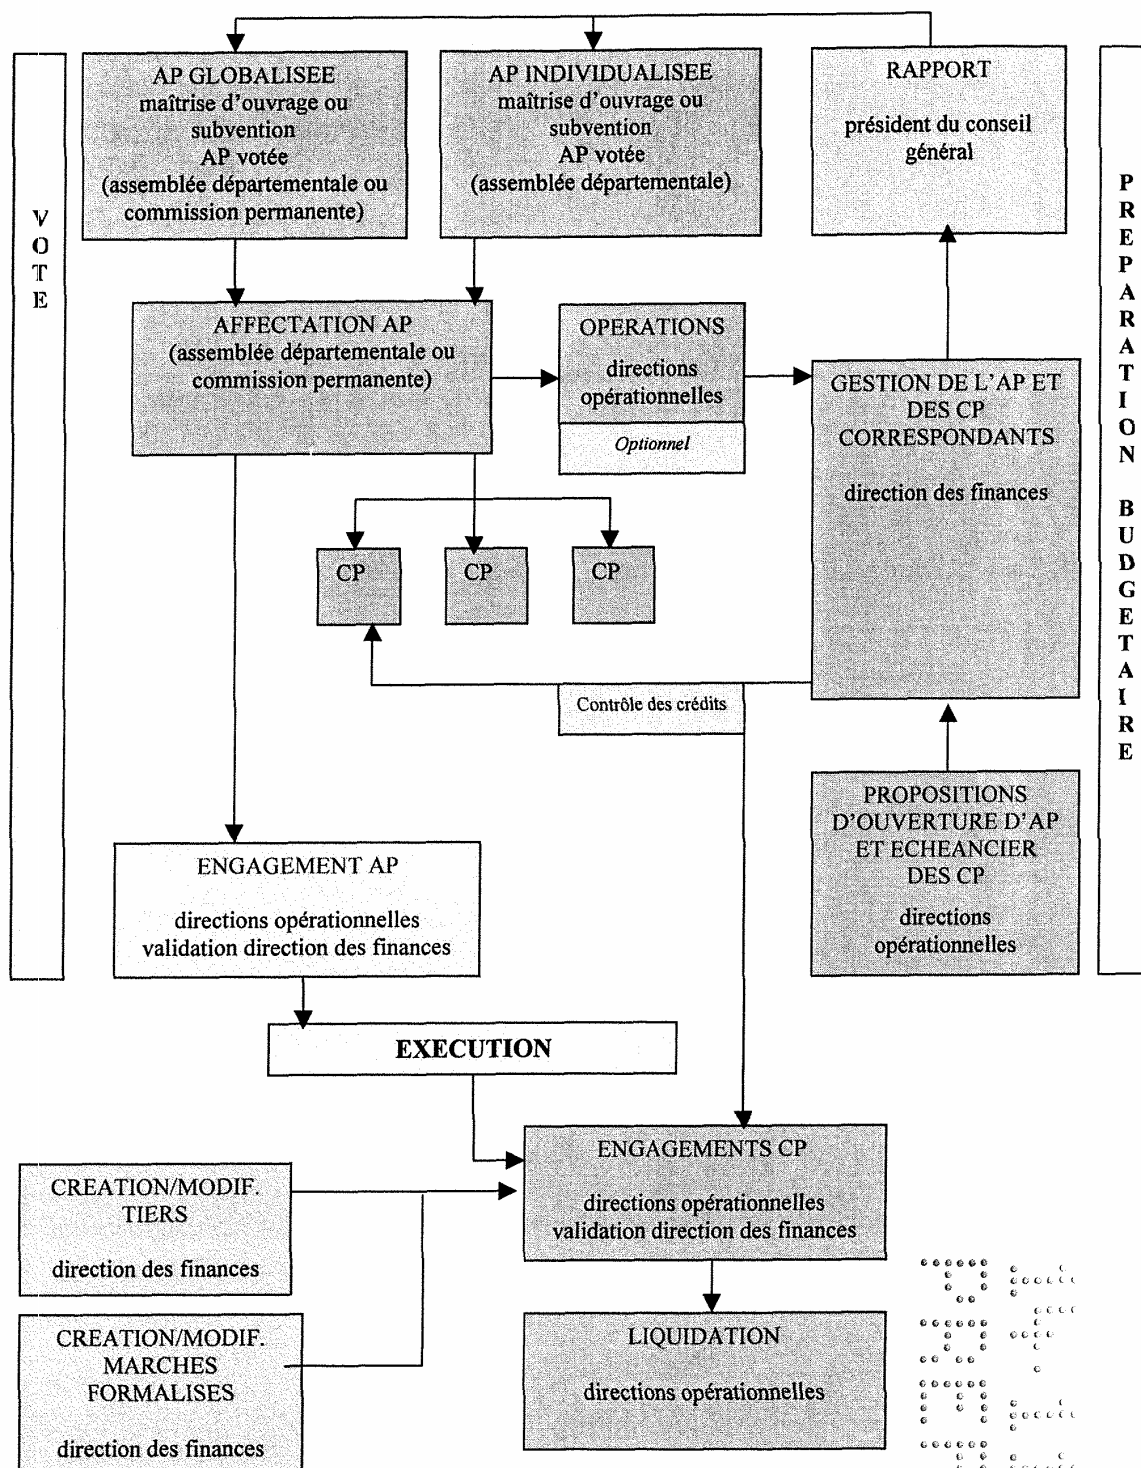 VOTE
AP GLOBALISEE
maîtrise d'ouvrage ou
subvention
AP votée
(assemblée départementale ou
commission permanente)
AP INDIVIDUALISEE
maîtrise d'ouvrage ou
subvention
AP votée
(assemblée départementale)
RAPPORT
président du conseil
général
PREPARATION BUDGETAIRE
AFFECTATION AP
(assemblée départementale ou
commission permanente)
OPERATIONS
directions
opérationnelles
Optionnel
GESTION DE L'AP ET
DES CP
CORRESPONDANTS
direction des finances
CP
CP
CP
Contrôle des crédits
PROPOSITIONS
D'OUVERTURE D'AP
ET ECHEANCIER
DES CP
directions
opérationnelles
ENGAGEMENT AP
directions opérationnelles
validation direction des finances
EXECUTION
ENGAGEMENTS CP
directions opérationnelles
validation direction des finances
CREATION/MODIF.
TIERS
direction des finances
CREATION/MODIF.
MARCHES
FORMALISES
direction des finances
LIQUIDATION
directions opérationnelles